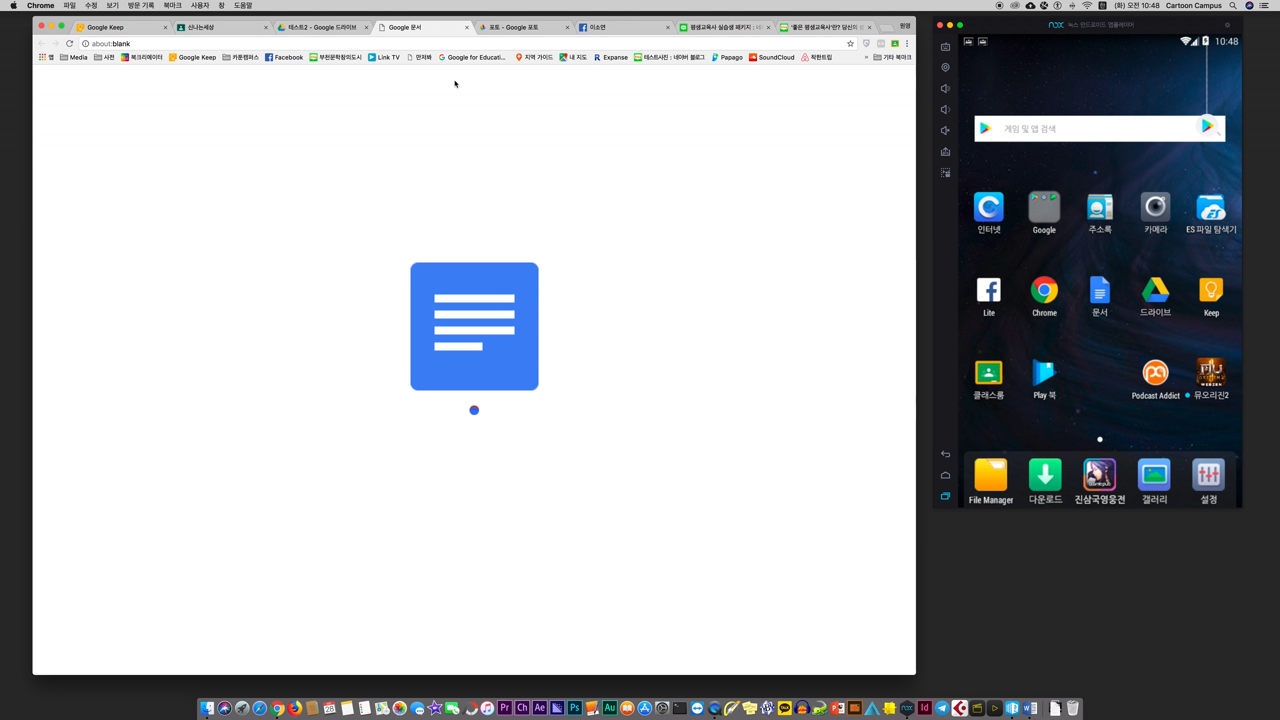 Chrome 파일 수정 보기 방문 기록 북마크 사용자 창 도움말
(화) 오전 10:48 Cartoon Campus
Google Keep
신나는세상
테스트2 - Google 드라이브
Google 문서
포토 - Google 포토
이소연
평생교육사 실습생 패키지 : 네이
'좋은 평생교육사'란? 당신의 평
원영
about:blank
앱 Media 사전 북크리에이터 Google Keep 카툰캠퍼스 Facebook 부천문화창의도시 Link TV 만져봐 Google for Educati... 지역 가이드 내 지도 Expanse 테스트사진 : 네이버 블로그 Papago SoundCloud 착한트립 » 기타 북마크
nox 녹스 안드로이드 앱플레이어
10:48
게임 및 앱 검색
인터넷 Google 주소록 카메라 ES 파일 탐색기
Lite Chrome 문서 드라이브 Keep
클래스룸 Play 북 Podcast Addict 뮤오리진2
File Manager 다운로드 진삼국영웅전 갤러리 설정